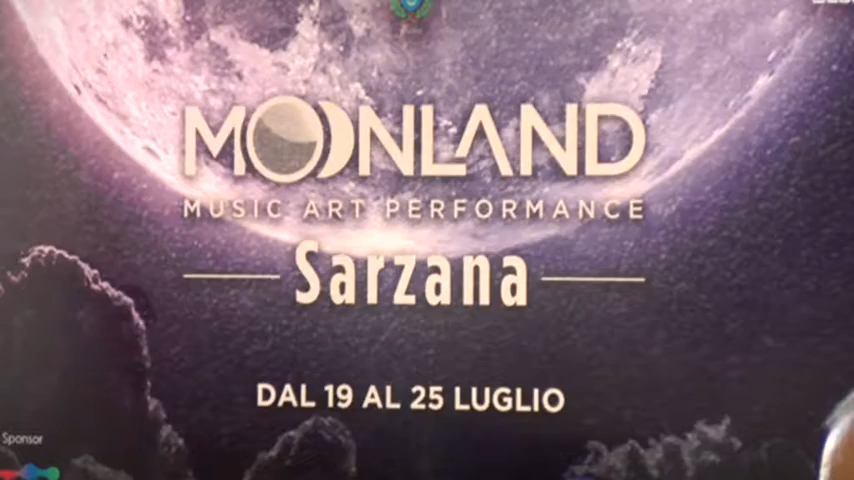 MOONLAND
MUSIC ART PERFORMANCE
Sarzana
DAL 19 AL 25 LUGLIO
Sponsor